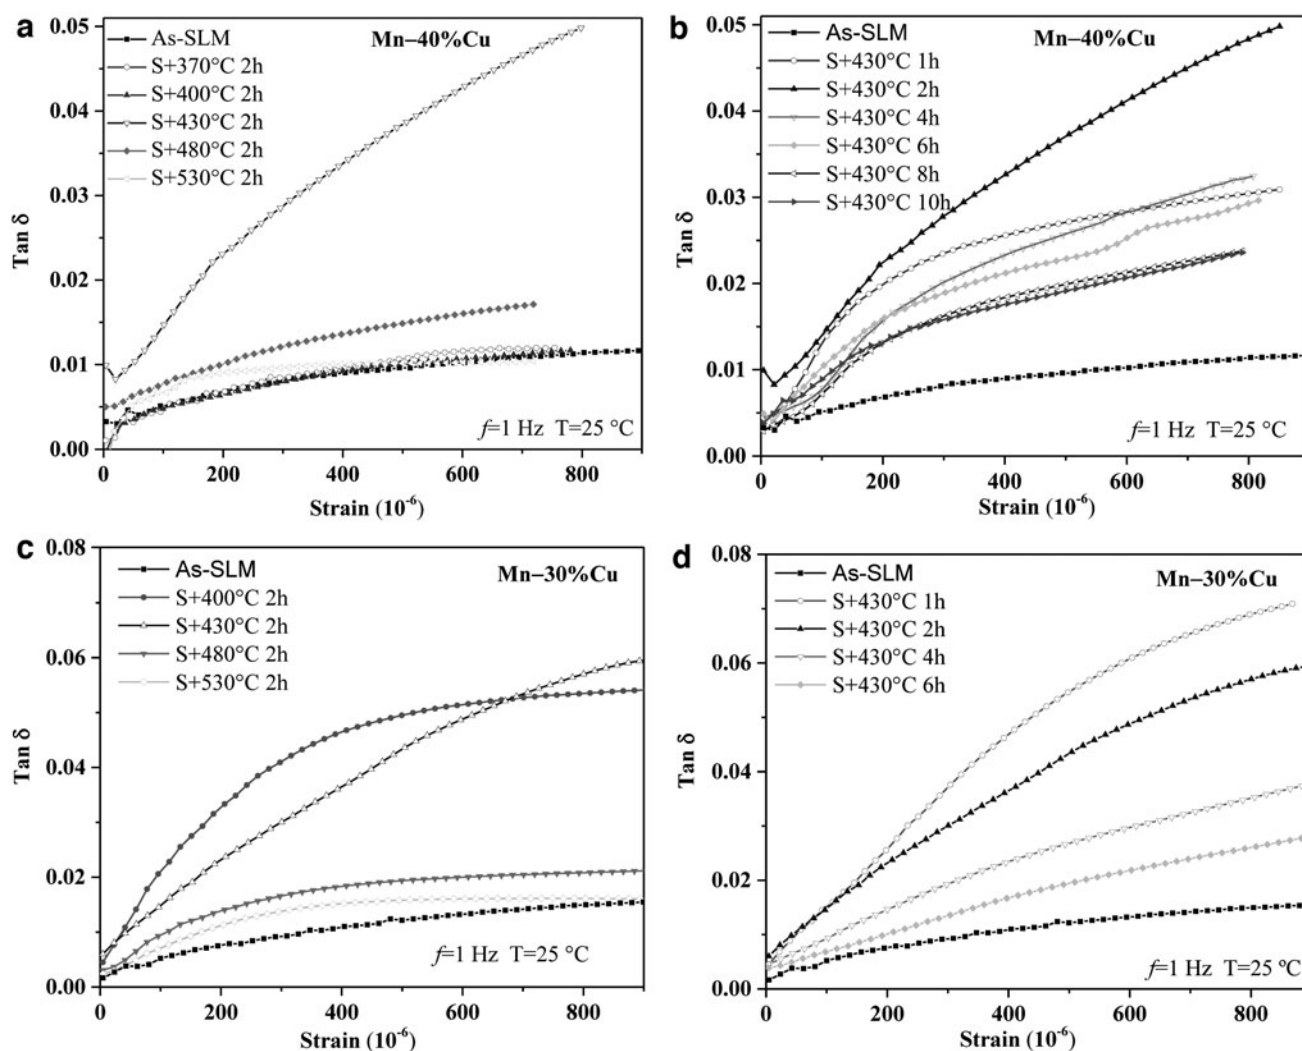 a
Mn–40%Cu
As-SLM
S+370°C 2h
S+400°C 2h
S+430°C 2h
S+480°C 2h
S+530°C 2h
0.05
0.04
0.03
0.02
0.01
0.00
Tan δ
f=1 Hz T=25 °C
0 200 400 600 800
Strain (10⁻⁶)
b
Mn–40%Cu
As-SLM
S+430°C 1h
S+430°C 2h
S+430°C 4h
S+430°C 6h
S+430°C 8h
S+430°C 10h
0.05
0.04
0.03
0.02
0.01
0.00
Tan δ
f=1 Hz T=25 °C
0 200 400 600 800
Strain (10⁻⁶)
c
Mn–30%Cu
As-SLM
S+400°C 2h
S+430°C 2h
S+480°C 2h
S+530°C 2h
0.08
0.06
0.04
0.02
0.00
Tan δ
f=1 Hz T=25 °C
0 200 400 600 800
Strain (10⁻⁶)
d
Mn–30%Cu
As-SLM
S+430°C 1h
S+430°C 2h
S+430°C 4h
S+430°C 6h
0.08
0.06
0.04
0.02
0.00
Tan δ
f=1 Hz T=25 °C
0 200 400 600 800
Strain (10⁻⁶)